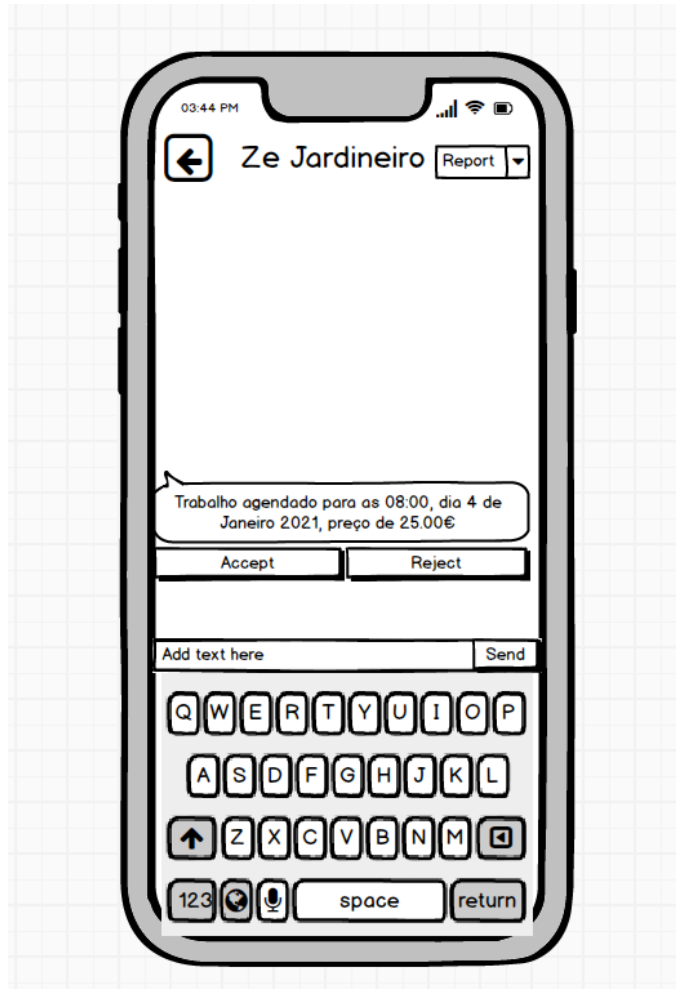 03:44 PM
Ze Jardineiro
Report
Trabalho agendado para as 08:00, dia 4 de
Janeiro 2021, preço de 25.00€
Accept Reject
Add text here Send
Q W E R T Y U I O P
A S D F G H J K L
Z X C V B N M
123 space return